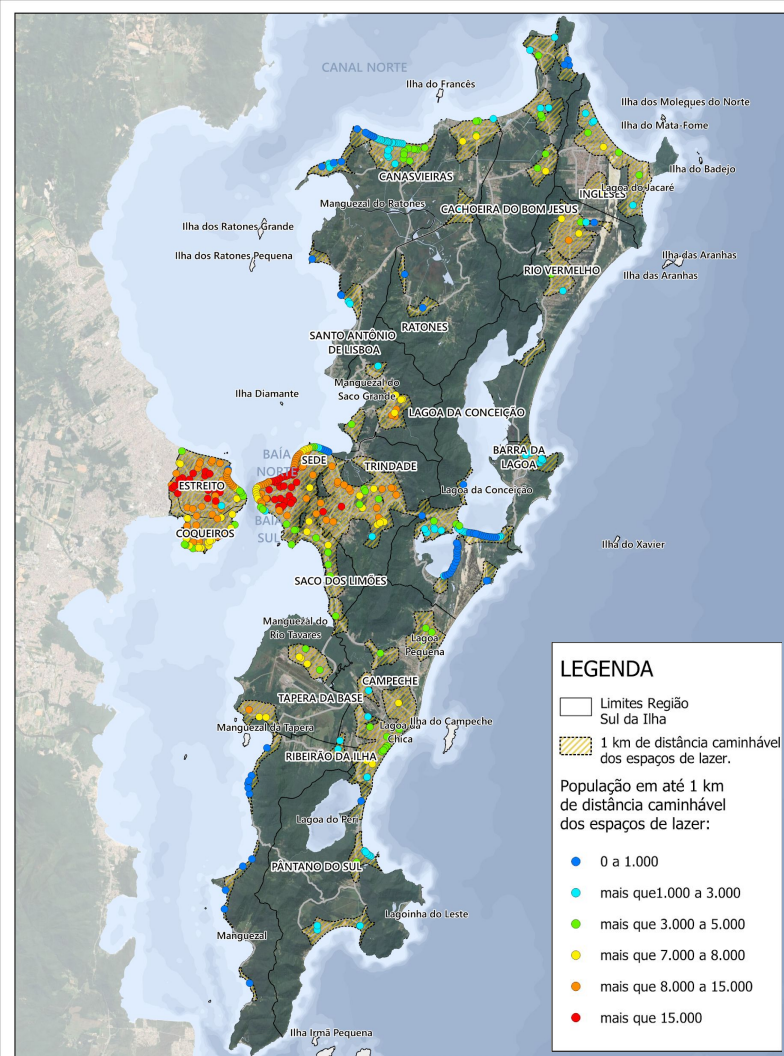 CANAL NORTE
Ilha do Francês
Ilha dos Moleques do Norte
Ilha do Mata-Fome
Ilha do Badejo
CANASVIEIRAS
INGLESES
Lagoa do Jacaré
Manguezal do Ratones
CACHOEIRA DO BOM JESUS
Ilha dos Ratones Grande
Ilha dos Ratones Pequena
Ilha das Aranhas
RIO VERMELHO
Ilha das Aranhas
RATONES
SANTO ANTÔNIO
DE LISBOA
Manguezal do
Saco Grande
Ilha Diamante
LAGOA DA CONCEIÇÃO
BAÍA
NORTE
SEDE
TRINDADE
BARRA DA
LAGOA
ESTREITO
Lagoa da Conceição
BAÍA
SUL
COQUEIROS
Ilha do Xavier
SACO DOS LIMÕES
Manguezal do
Rio Tavares
Lagoa
Pequena
CAMPECHE
TAPERA DA BASE
Manguezal da Tapera
Lagoa da
Chica
Ilha do Campeche
RIBEIRÃO DA ILHA
Lagoa do Peri
PÂNTANO DO SUL
Lagoinha do Leste
Manguezal
Ilha Irmã Pequena
LEGENDA
Limites Região
Sul da Ilha
1 km de distância caminhável
dos espaços de lazer.
População em até 1 km
de distância caminhável
dos espaços de lazer:
0 a 1.000
mais que1.000 a 3.000
mais que 3.000 a 5.000
mais que 7.000 a 8.000
mais que 8.000 a 15.000
mais que 15.000